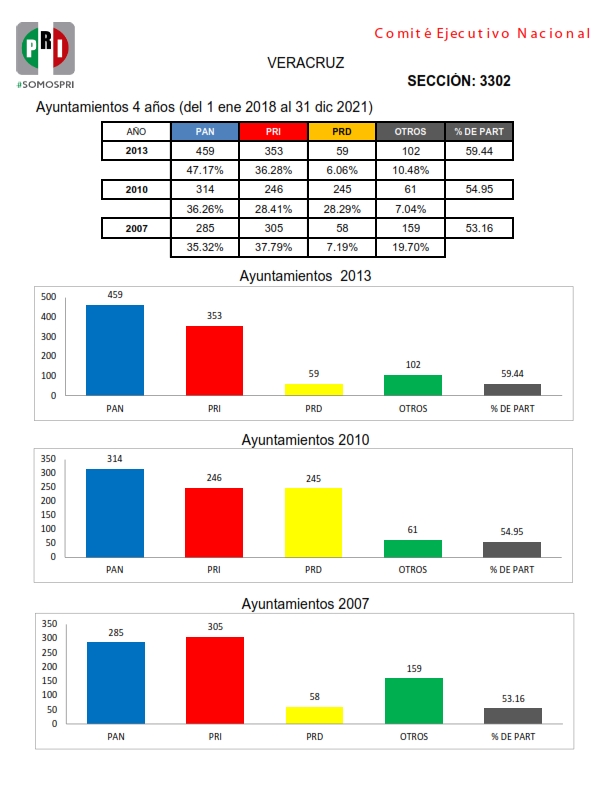 PRI
#SOMOSPRI
Comité Ejecutivo Nacional
VERACRUZ
SECCIÓN: 3302
Ayuntamientos 4 años (del 1 ene 2018 al 31 dic 2021)
AÑO PAN PRI PRD OTROS % DE PART
2013 459 353 59 102 59.44
47.17% 36.28% 6.06% 10.48%
2010 314 246 245 61 54.95
36.26% 28.41% 28.29% 7.04%
2007 285 305 58 159 53.16
35.32% 37.79% 7.19% 19.70%
Ayuntamientos 2013
500
400
300
200
100
0
459
353
59
102
59.44
PAN PRI PRD OTROS % DE PART
Ayuntamientos 2010
350
300
250
200
150
100
50
0
314
246
245
61
54.95
PAN PRI PRD OTROS % DE PART
Ayuntamientos 2007
350
300
250
200
150
100
50
0
285
305
58
159
53.16
PAN PRI PRD OTROS % DE PART